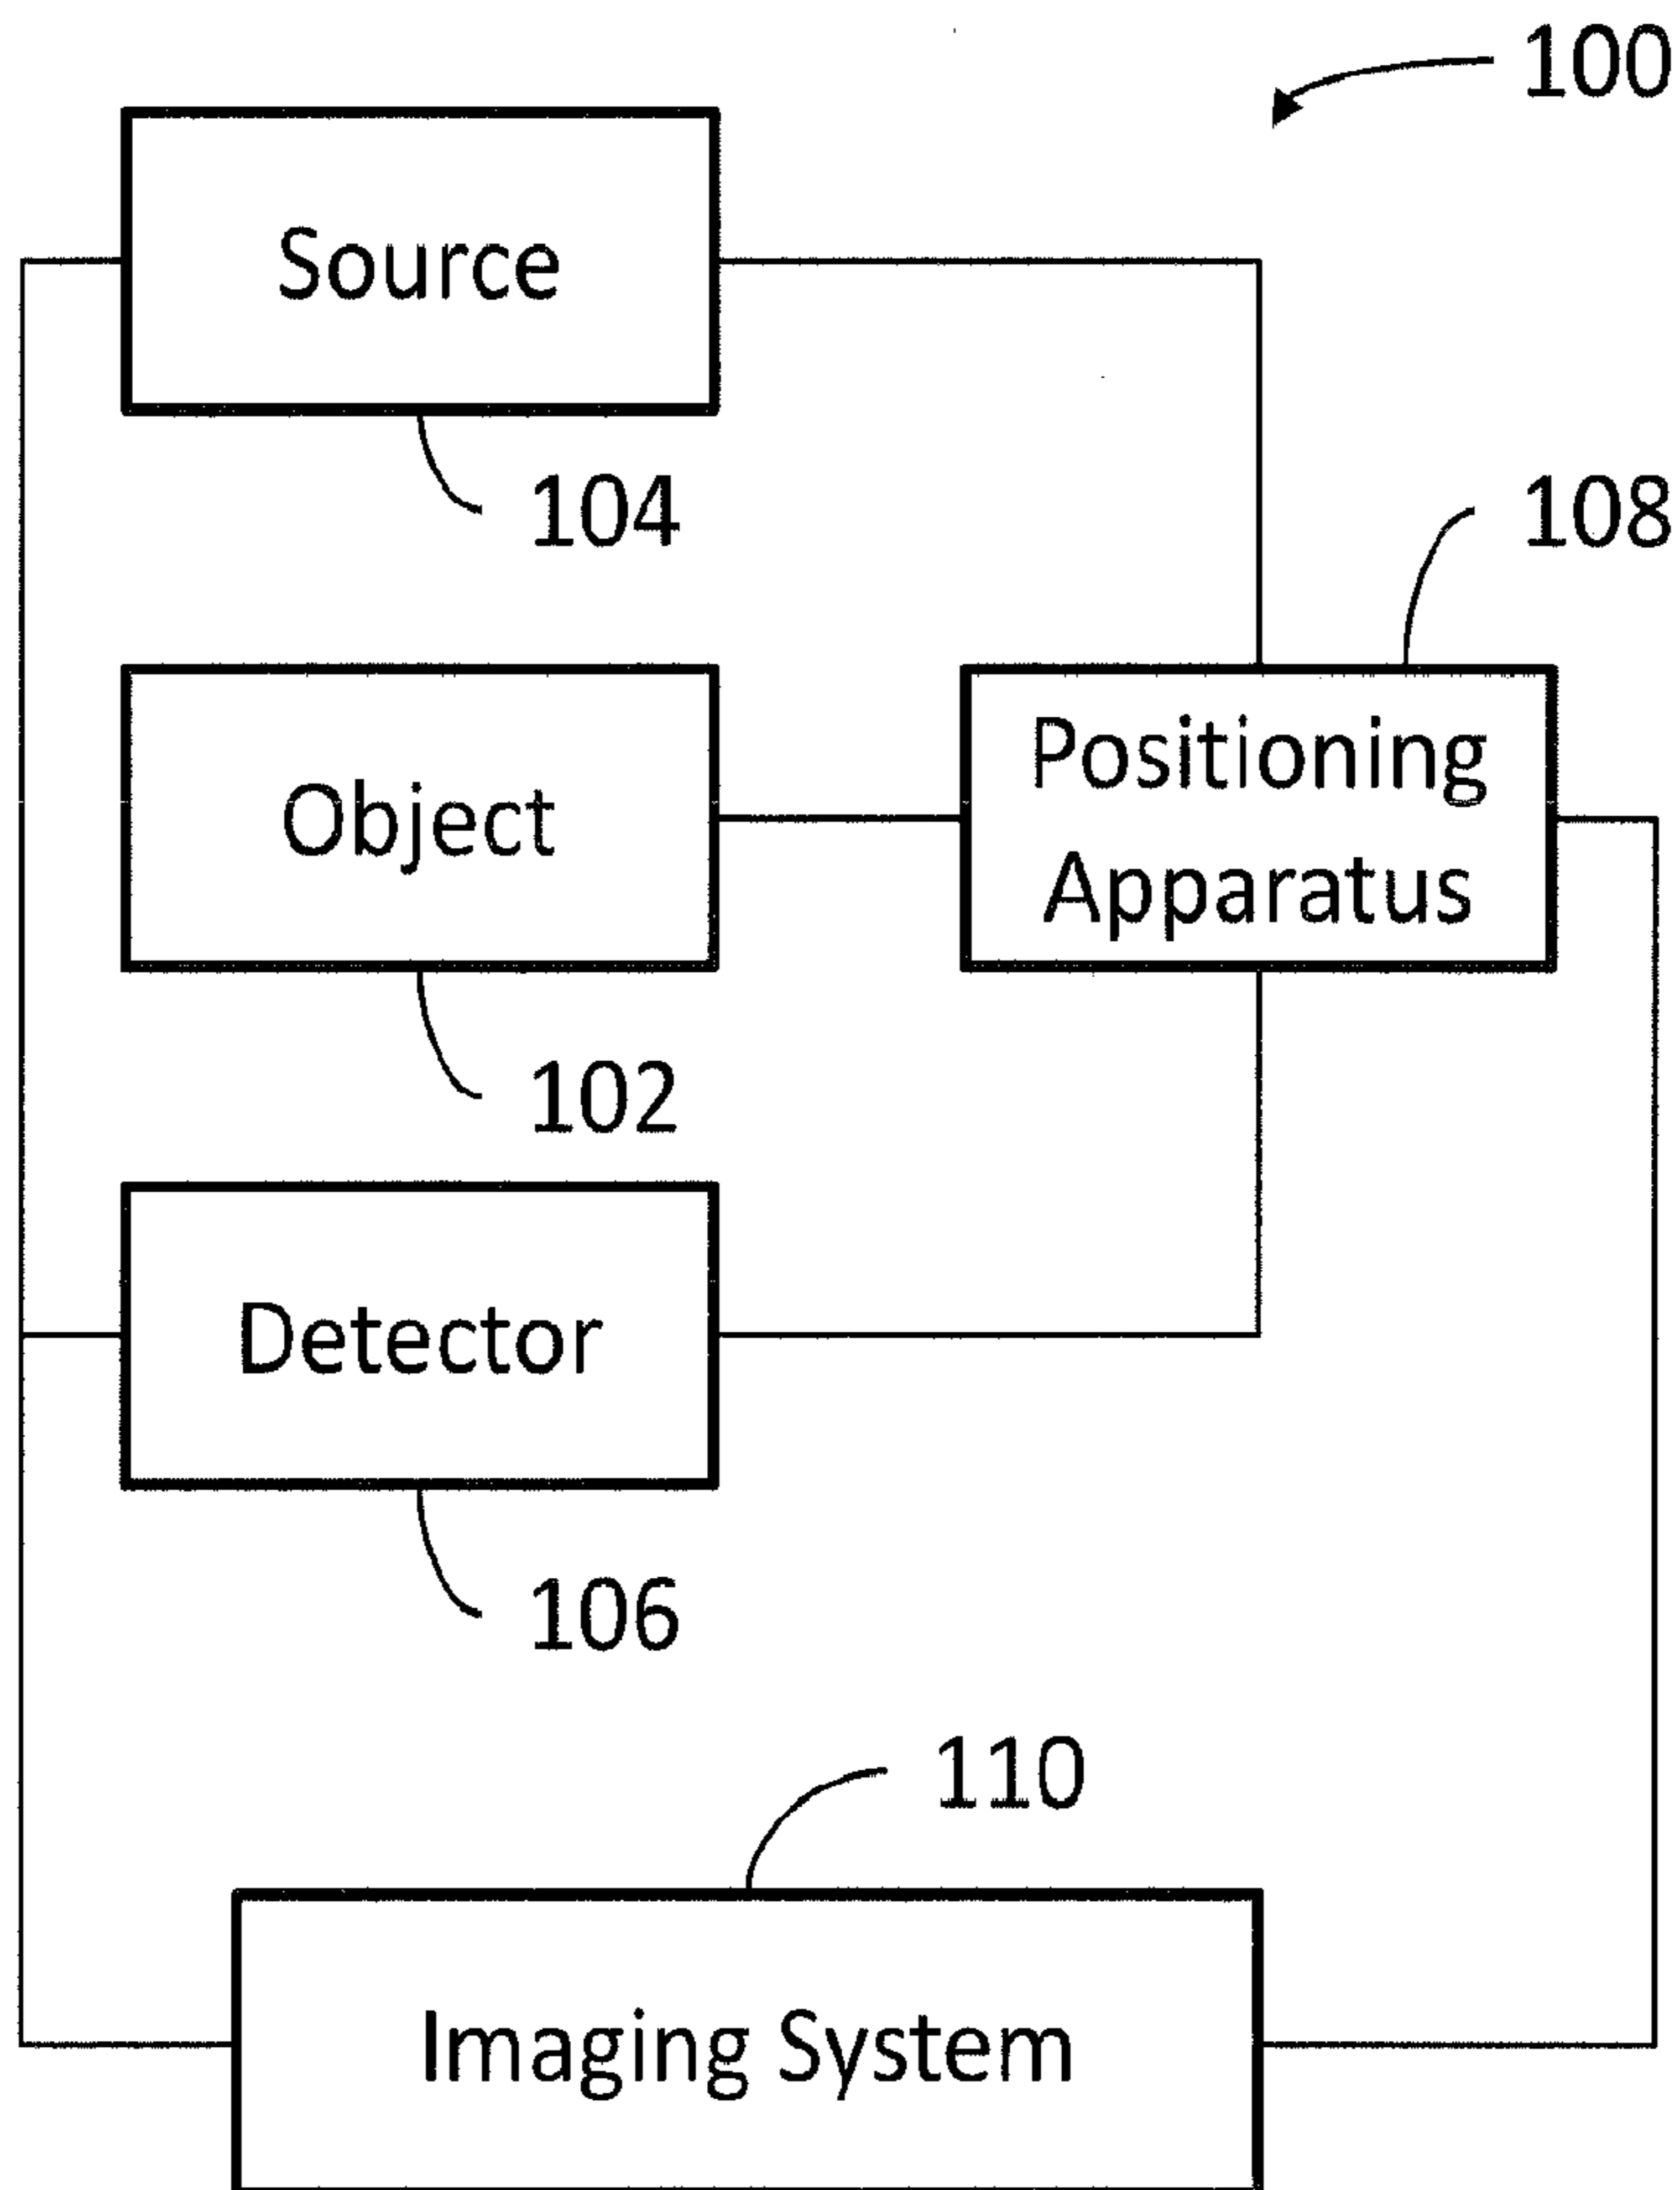 100
Source
104
108
Object
Positioning
Apparatus
102
Detector
106
110
Imaging System